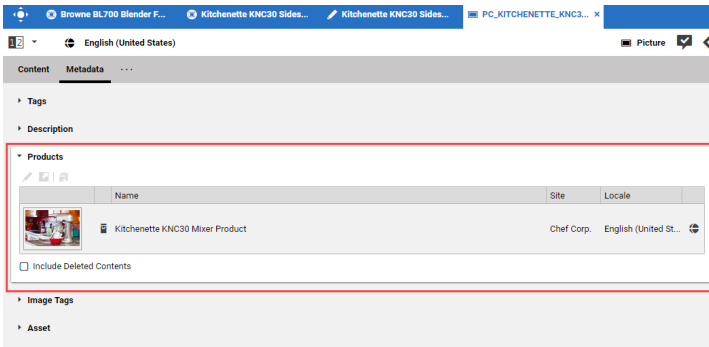 Browne BL700 Blender F... Kitchenette KNC30 Sides... Kitchenette KNC30 Sides... PC_KITCHENETTE_KNC3... ×
12 English (United States) Picture
Content Metadata ...
Tags
Description
Products
Name Site Locale
Kitchenette KNC30 Mixer Product Chef Corp. English (United St...
Include Deleted Contents
Image Tags
Asset